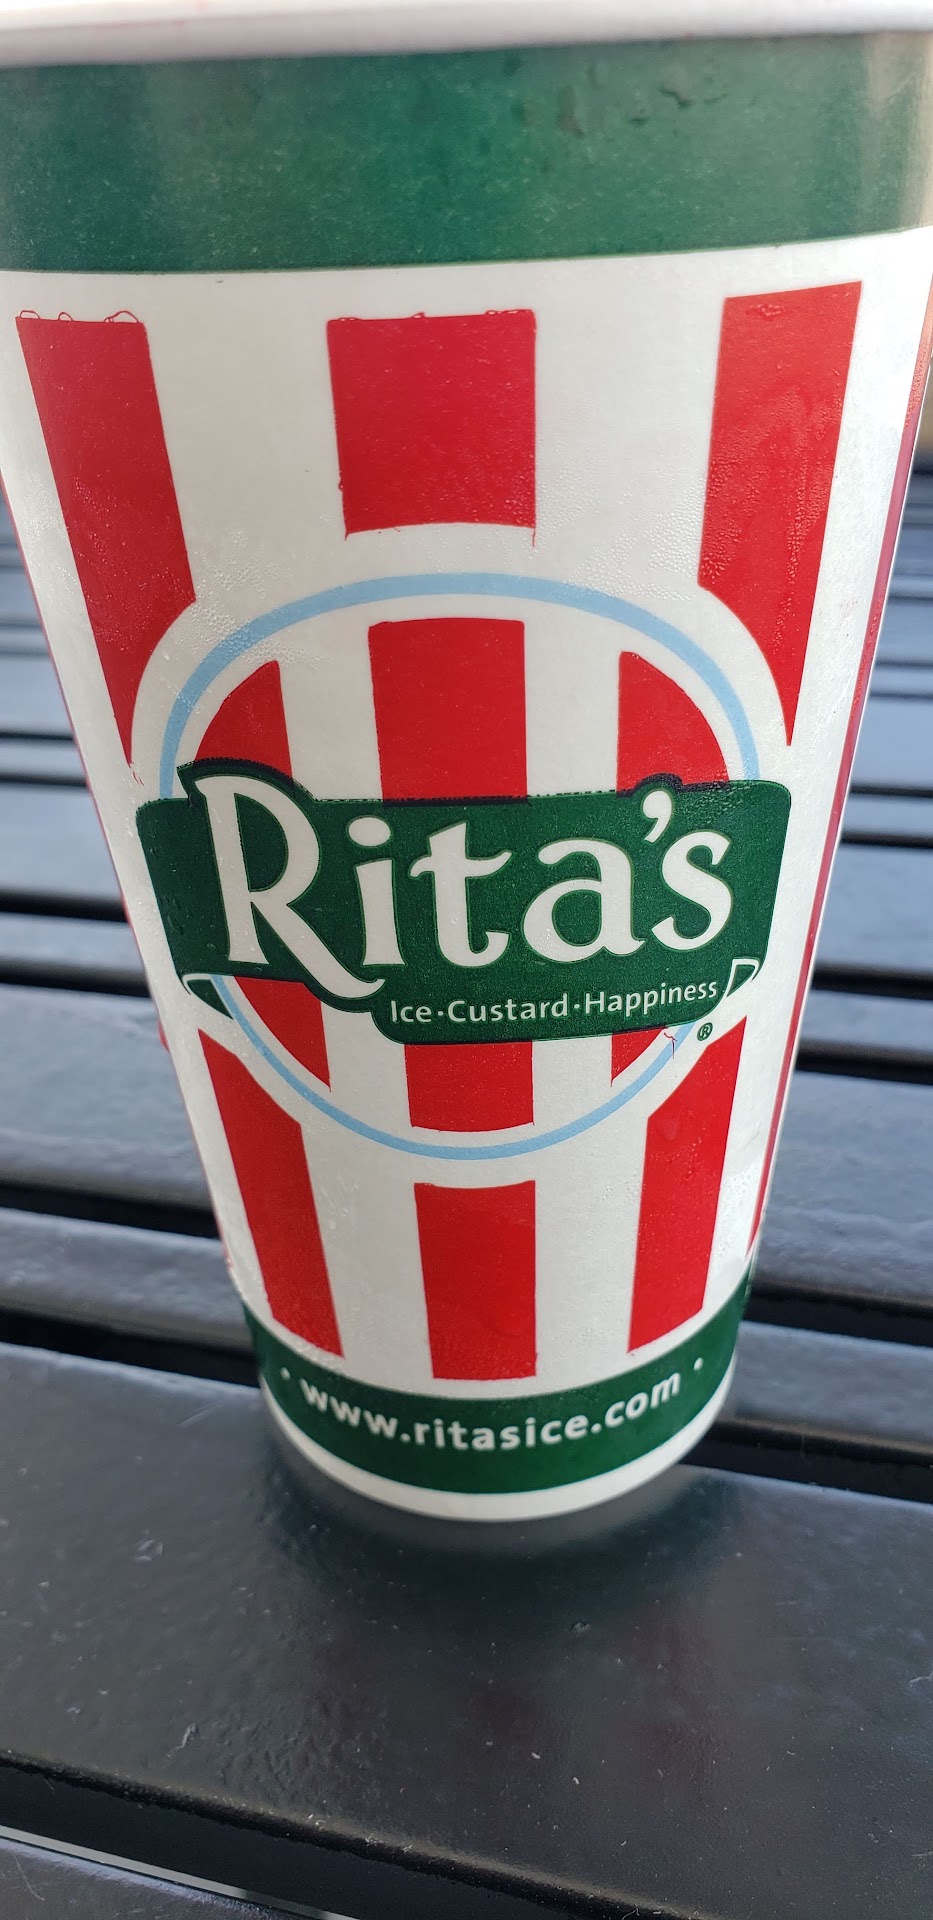 Rita's
Ice·Custard·Happiness
®
· www.ritasice.com ·